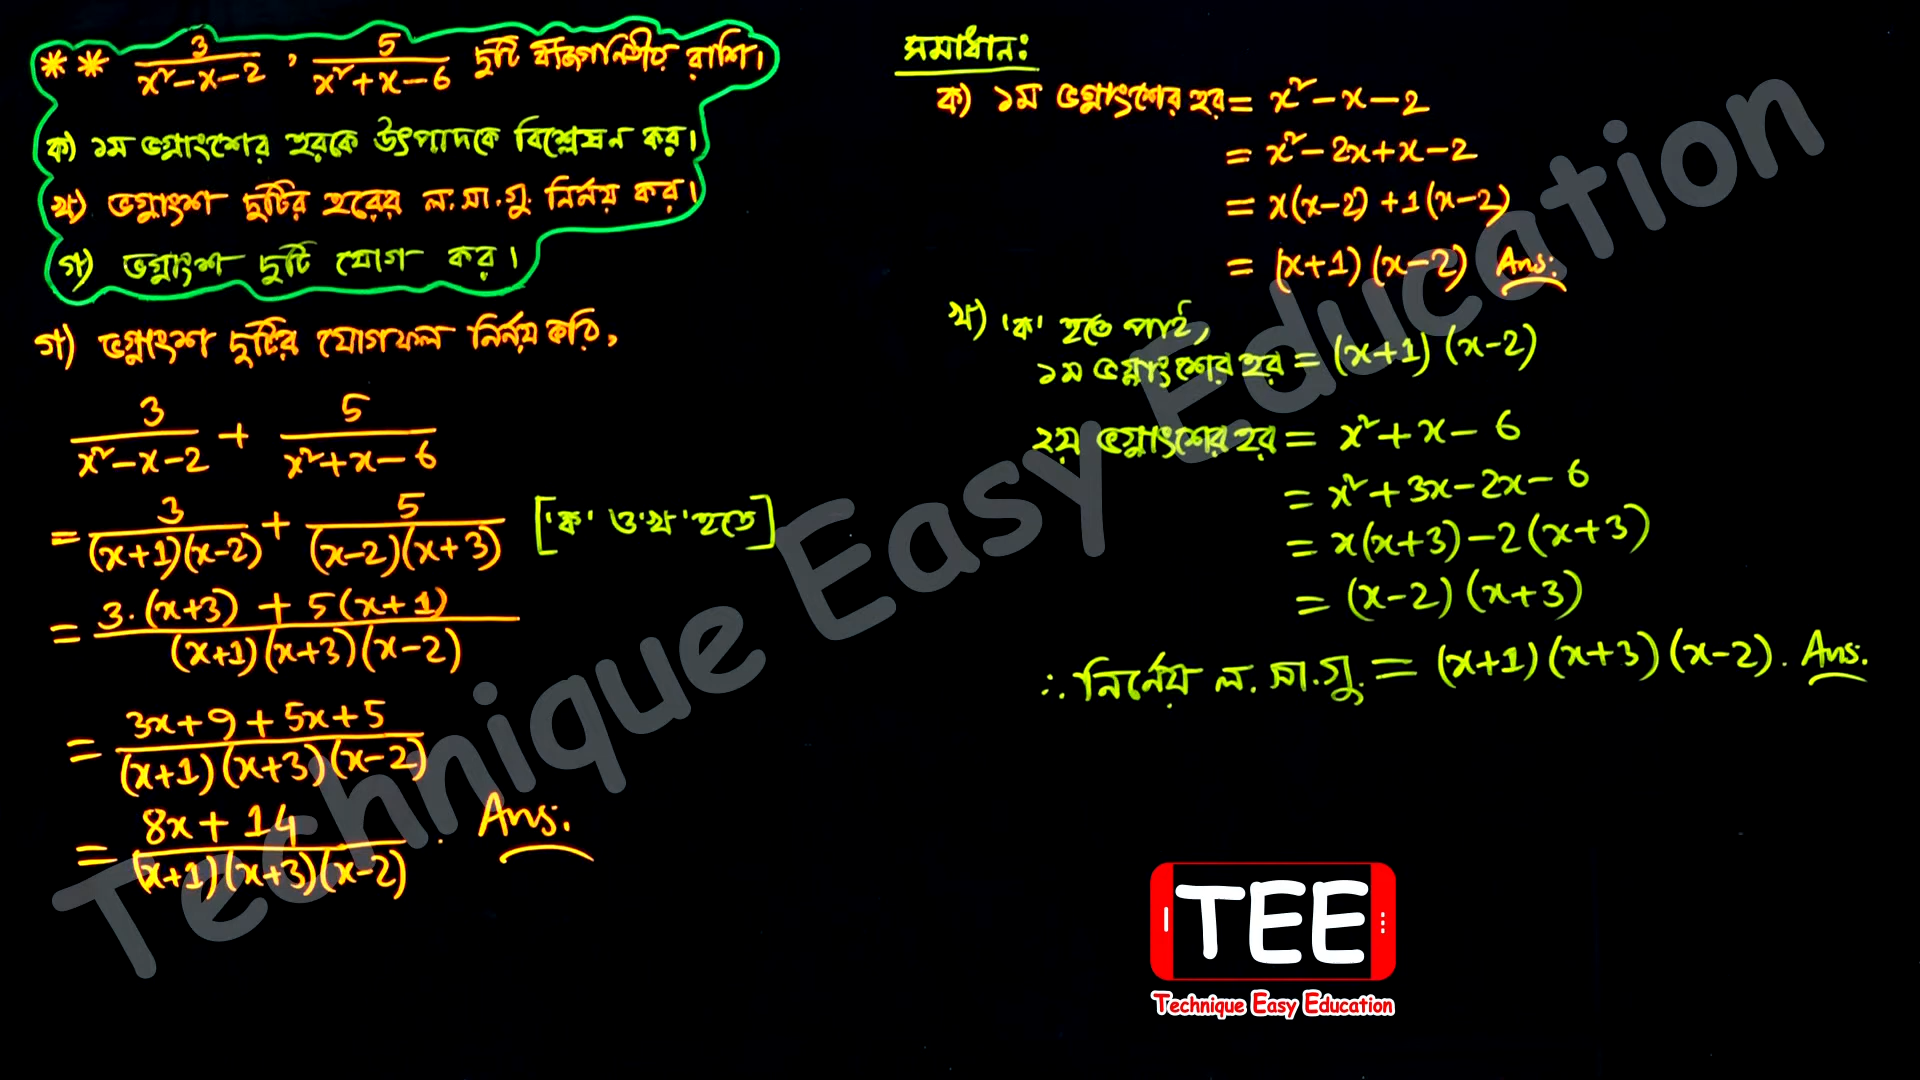 ** 3/(x²-x-2), 5/(x²+x-6) দুটি বীজগানিতীয় রাশি।
ক) ১ম ভগ্নাংশের হরকে উৎপাদকে বিশ্লেষন কর।
খ) ভগ্নাংশ দুটির হরের ল.সা.গু. নির্নয় কর।
গ) ভগ্নাংশ দুটি যোগ কর।
গ) ভগ্নাংশ দুটির যোগফল নির্নয় করি,
3/(x²-x-2) + 5/(x²+x-6)
= 3/((x+1)(x-2)) + 5/((x-2)(x+3)) ['ক' ও 'খ' হতে]
= (3.(x+3) + 5(x+1))/((x+1)(x+3)(x-2))
= (3x+9+5x+5)/((x+1)(x+3)(x-2))
= (8x+14)/((x+1)(x+3)(x-2)). Ans:
সমাধান:
ক) ১ম ভগ্নাংশের হর = x²-x-2
= x²-2x+x-2
= x(x-2)+1(x-2)
= (x+1)(x-2) Ans:
খ) 'ক' হতে পাই,
১ম ভগ্নাংশের হর = (x+1)(x-2)
২য় ভগ্নাংশের হর = x²+x-6
= x²+3x-2x-6
= x(x+3)-2(x+3)
= (x-2)(x+3)
∴ নির্নেয় ল.সা.গু. = (x+1)(x+3)(x-2). Ans:
Technique Easy Education
TEE
Technique Easy Education